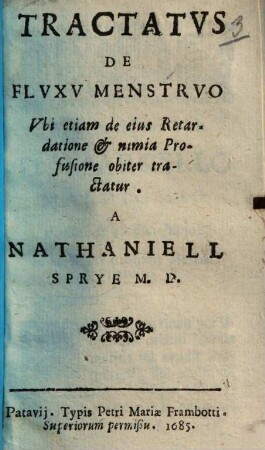 3
TRACTATVS
DE
FLVXV MENSTRVO
Vbi etiam de eius Retar-
datione & nimia Pro-
fusione obiter tra-
ctatur.
A
NATHANIELL
SPRYE M. D.
Patavij. Typis Petri Mariæ Frambotti.
Superiorum permissu. 1685.